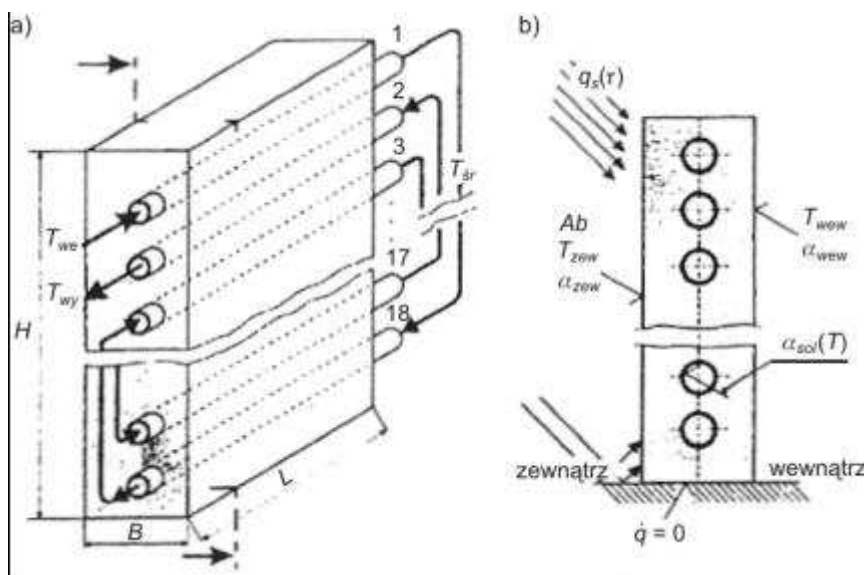 a)
1
2
3
T_śr
T_we
T_wy
17
18
H
L
B
b)
q_s(τ)
Ab
T_zew
α_zew
T_wew
α_wew
α_sol(T)
zewnątrz
wewnątrz
q̇ = 0